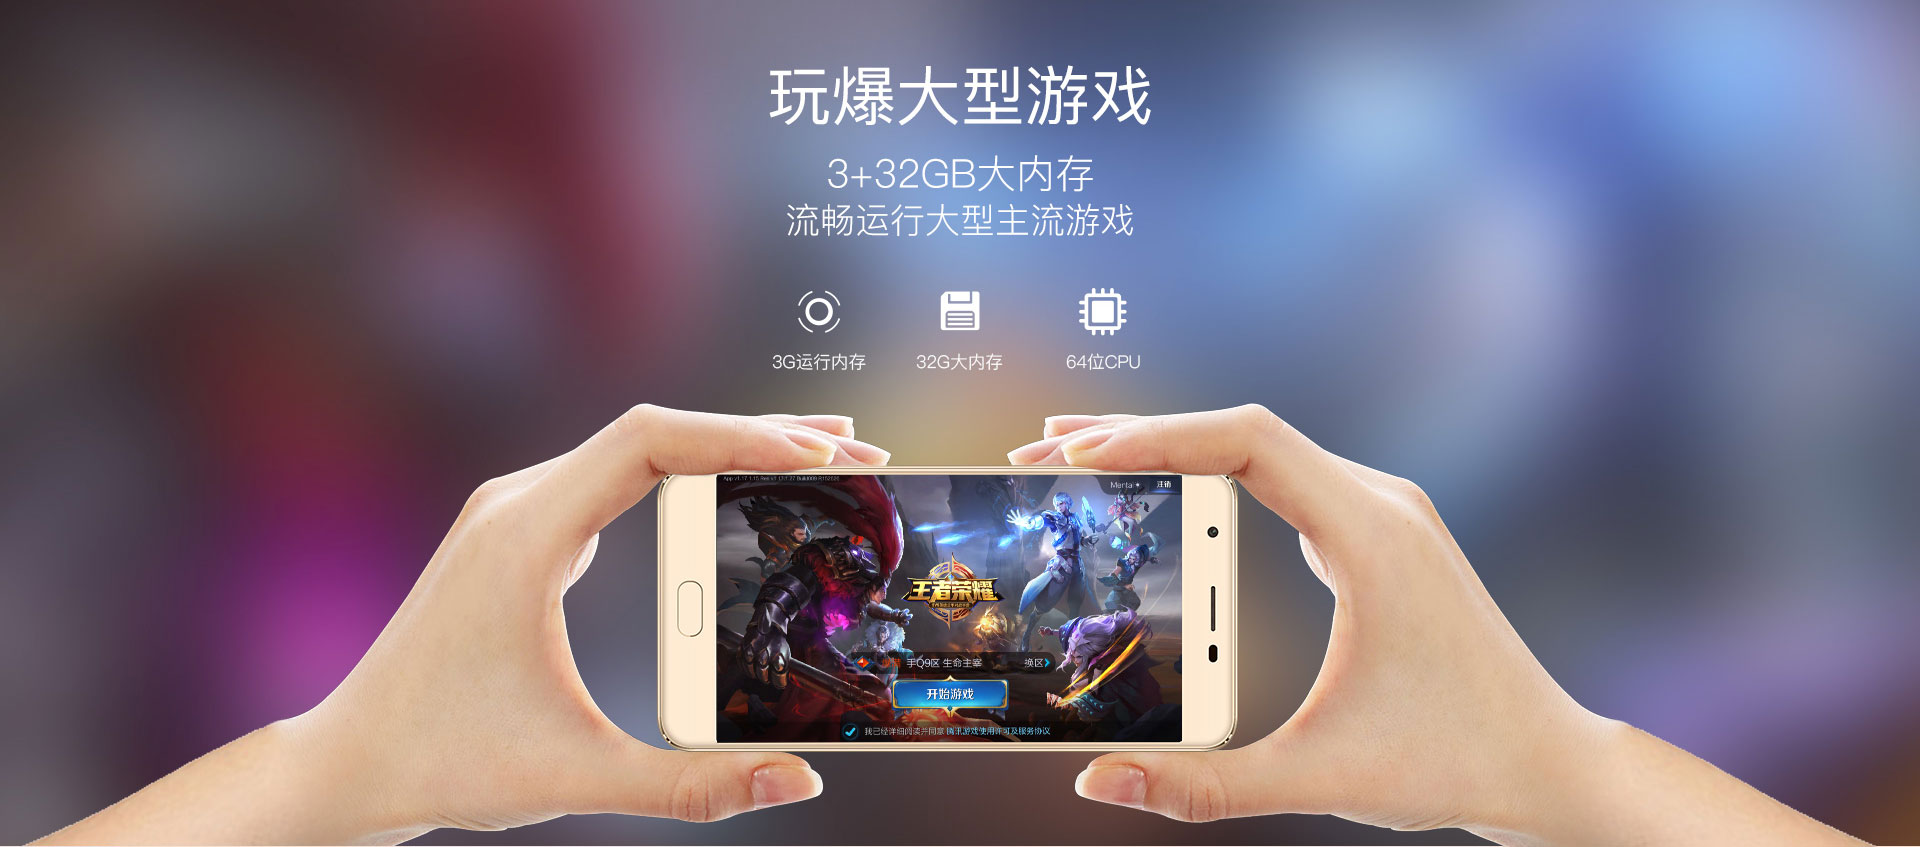 玩爆大型游戏
3+32GB大内存
流畅运行大型主流游戏
3G运行内存
32G大内存
64位CPU
Mental
注销
王者荣耀
手Q9区 生命主宰
换区
开始游戏
我已经详细阅读并同意 腾讯游戏使用许可及服务协议